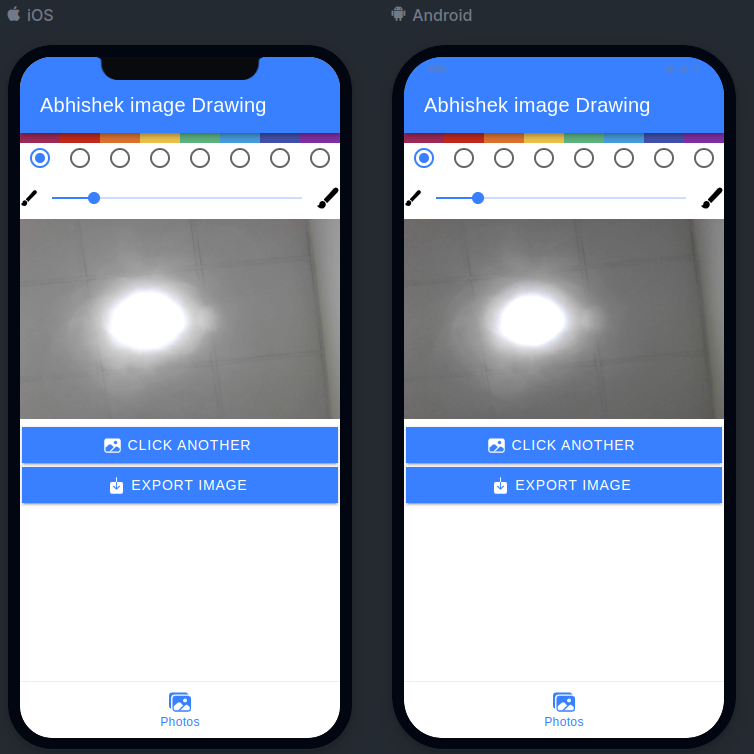 iOS
Abhishek image Drawing
CLICK ANOTHER
EXPORT IMAGE
Photos
Android
Abhishek image Drawing
CLICK ANOTHER
EXPORT IMAGE
Photos